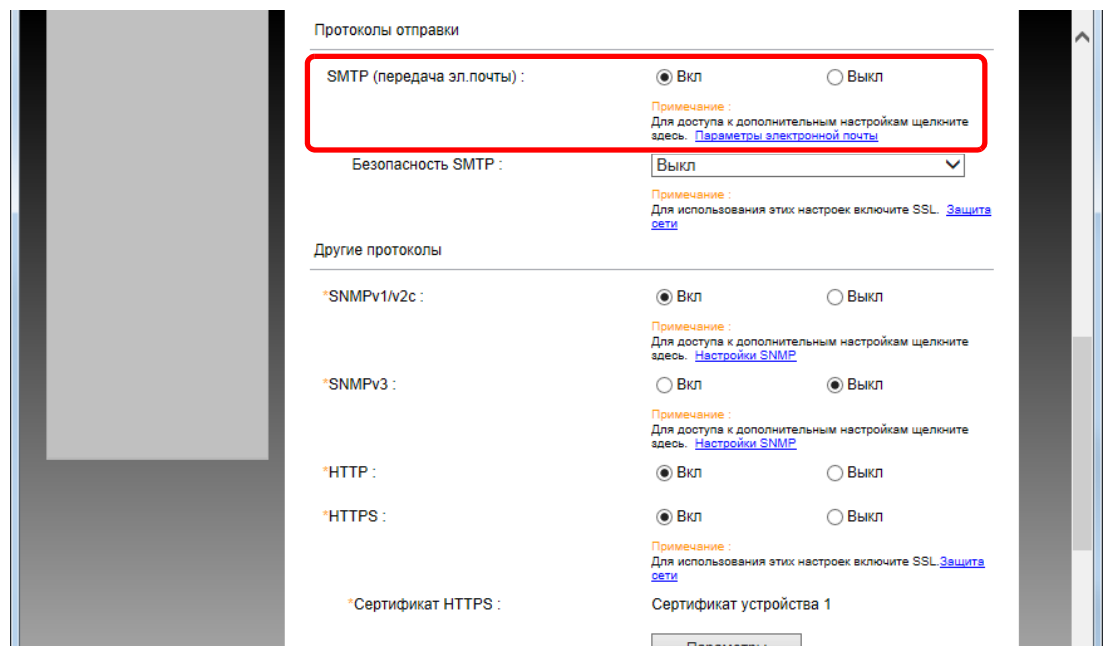 Протоколы отправки
SMTP (передача эл.почты) : Вкл Выкл
Примечание :
Для доступа к дополнительным настройкам щелкните
здесь. Параметры электронной почты
Безопасность SMTP : Выкл
Примечание :
Для использования этих настроек включите SSL. Защита
сети
Другие протоколы
*SNMPv1/v2c : Вкл Выкл
Примечание :
Для доступа к дополнительным настройкам щелкните
здесь. Настройки SNMP
*SNMPv3 : Вкл Выкл
Примечание :
Для доступа к дополнительным настройкам щелкните
здесь. Настройки SNMP
*HTTP : Вкл Выкл
*HTTPS : Вкл Выкл
Примечание :
Для использования этих настроек включите SSL.Защита
сети
*Сертификат HTTPS : Сертификат устройства 1
Параметры